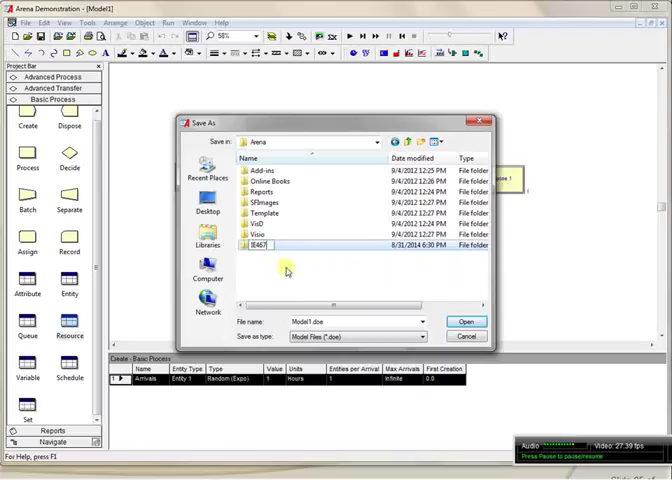 Arena Demonstration - [Model1]
File Edit View Tools Arrange Object Run Window Help
58%
Project Bar
Advanced Process
Advanced Transfer
Basic Process
Create Dispose
Process Decide
Batch Separate
Assign Record
Attribute Entity
Queue Resource
Variable Schedule
Set
Reports
Navigate
Save As
Save in: Arena
Name Date modified Type
Add-ins 9/4/2012 12:25 PM File folder
Online Books 9/4/2012 12:27 PM File folder
Reports 9/4/2012 12:24 PM File folder
SFImages 9/4/2012 12:27 PM File folder
Template 9/4/2012 12:27 PM File folder
VisD 9/4/2012 12:24 PM File folder
Visio 9/4/2012 12:27 PM File folder
IE467 8/31/2014 6:30 PM File folder
Recent Places
Desktop
Libraries
Computer
Network
File name: Model1.doe Open
Save as type: Model Files (*.doe) Cancel
Create - Basic Process
Name Entity Type Type Value Units Entities per Arrival Max Arrivals First Creation
1 Arrivals Entity 1 Random (Expo) 1 Hours 1 Infinite 0.0
Audio Video: 27.39 fps
Press Pause to pause/resume
For Help, press F1